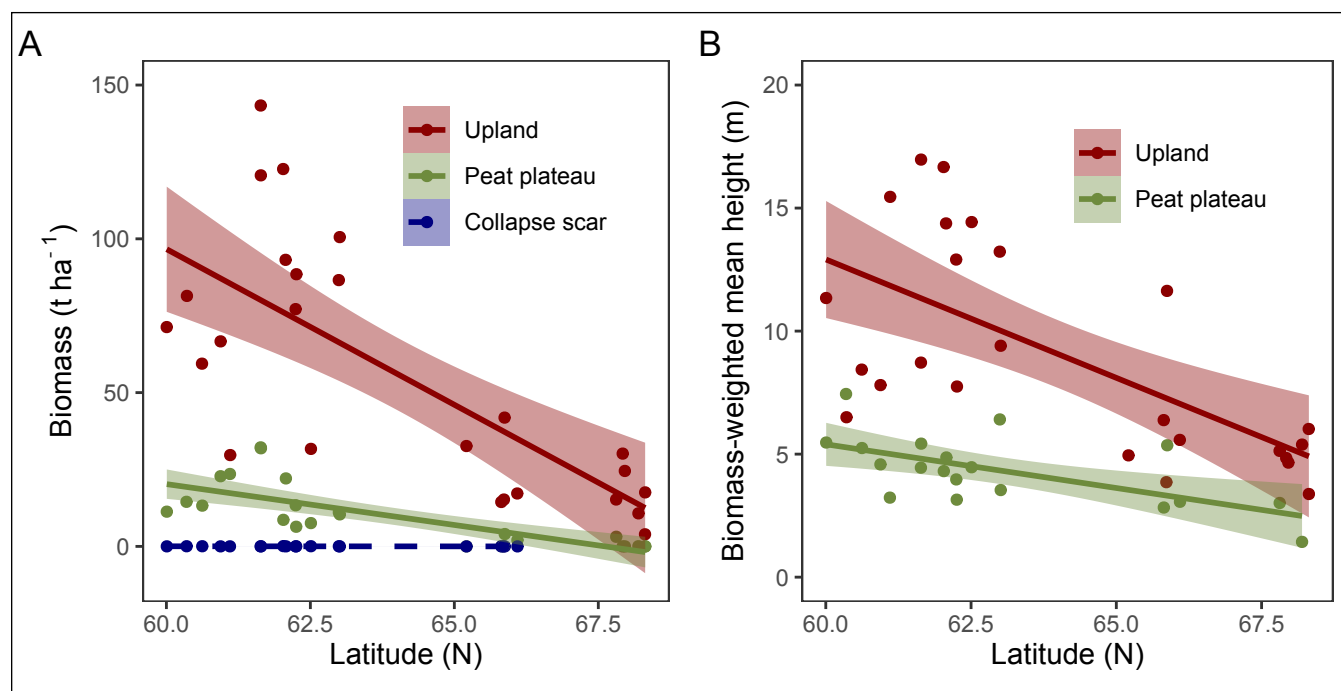 A
Biomass (t ha⁻¹)
150
100
50
0
Upland
Peat plateau
Collapse scar
60.0 62.5 65.0 67.5
Latitude (N)
B
Biomass-weighted mean height (m)
20
15
10
5
0
Upland
Peat plateau
60.0 62.5 65.0 67.5
Latitude (N)